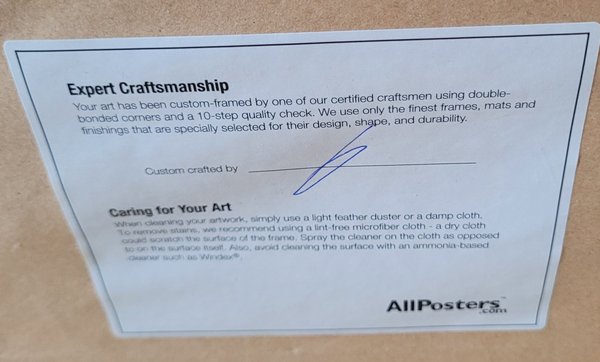 Expert Craftsmanship
Your art has been custom-framed by one of our certified craftsmen using double-
bonded corners and a 10-step quality check. We use only the finest frames, mats and
finishings that are specially selected for their design, shape, and durability.
Custom crafted by
Caring for Your Art
When cleaning your artwork, simply use a light feather duster or a damp cloth.
To remove stains, we recommend using a lint-free microfiber cloth - a dry cloth
could scratch the surface of the frame. Spray the cleaner on the cloth as opposed
to on the surface itself. Also, avoid cleaning the surface with an ammonia-based
cleaner such as Windex®.
AllPosters™
.com